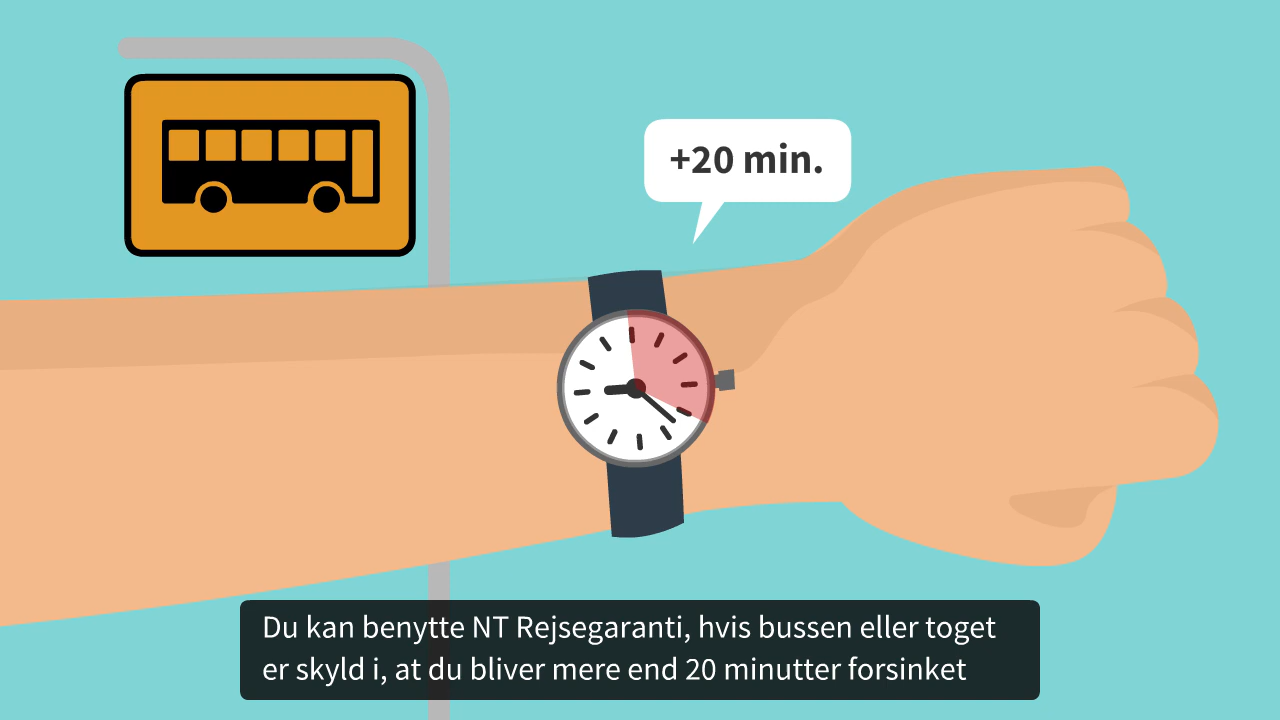 +20 min.
Du kan benytte NT Rejsegaranti, hvis bussen eller toget
er skyld i, at du bliver mere end 20 minutter forsinket